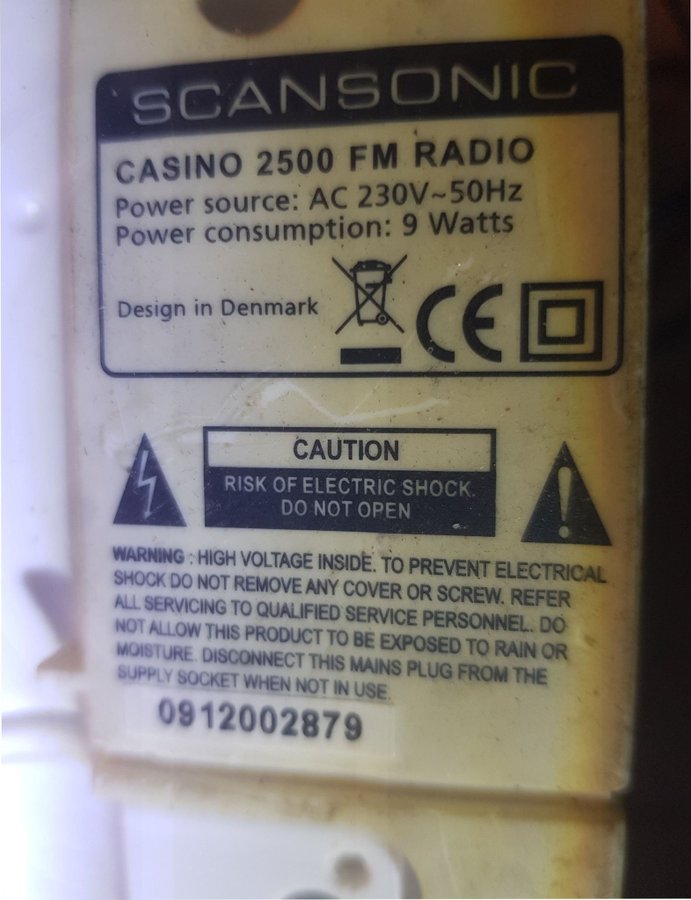 SCANSONIC
CASINO 2500 FM RADIO
Power source: AC 230V~50Hz
Power consumption: 9 Watts
Design in Denmark
CE
CAUTION
RISK OF ELECTRIC SHOCK.
DO NOT OPEN
WARNING : HIGH VOLTAGE INSIDE. TO PREVENT ELECTRICAL
SHOCK DO NOT REMOVE ANY COVER OR SCREW. REFER
ALL SERVICING TO QUALIFIED SERVICE PERSONNEL. DO
NOT ALLOW THIS PRODUCT TO BE EXPOSED TO RAIN OR
MOISTURE. DISCONNECT THIS MAINS PLUG FROM THE
SUPPLY SOCKET WHEN NOT IN USE.
0912002879